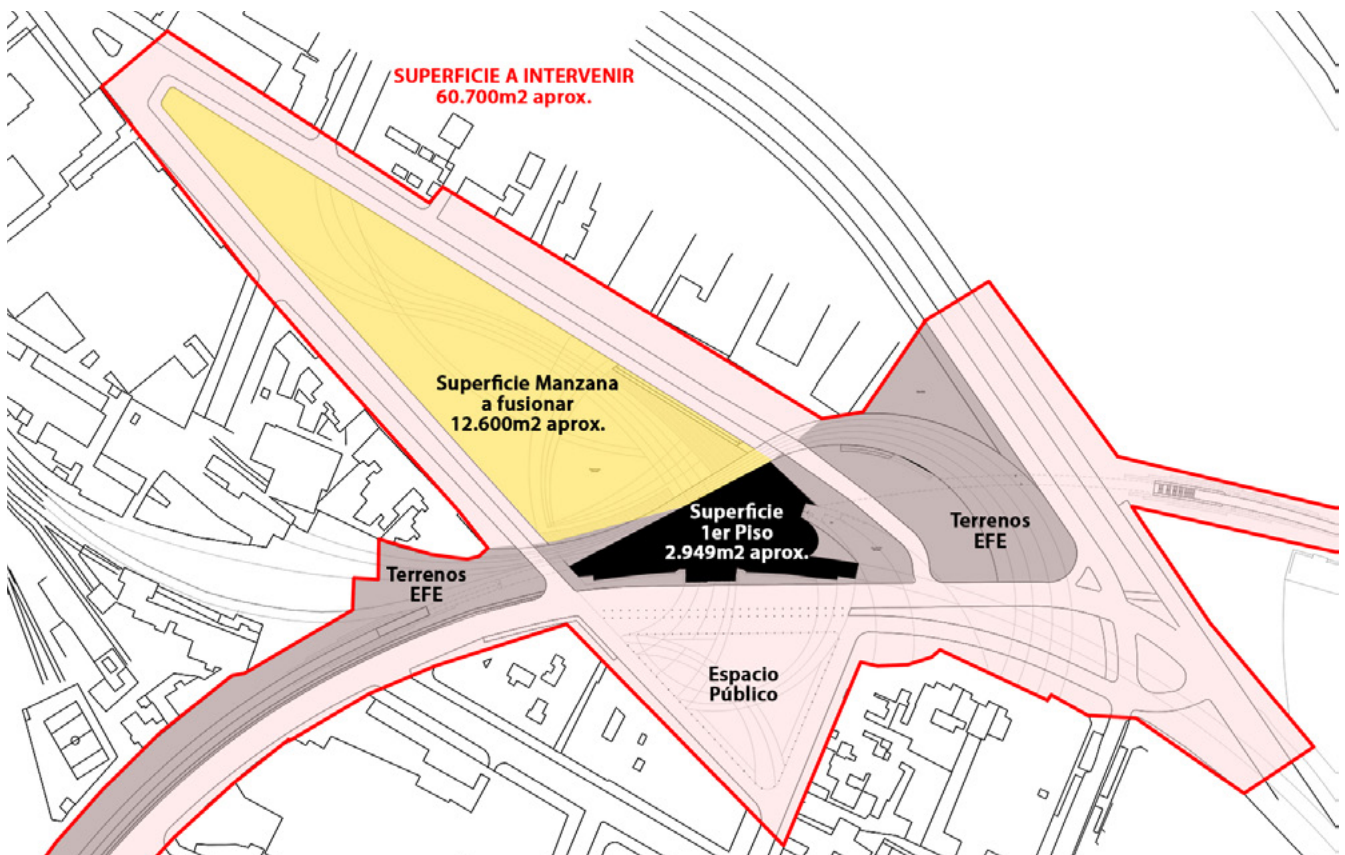 SUPERFICIE A INTERVENIR
60.700m2 aprox.
Superficie Manzana
a fusionar
12.600m2 aprox.
Superficie
1er Piso
2.949m2 aprox.
Terrenos
EFE
Terrenos
EFE
Espacio
Público